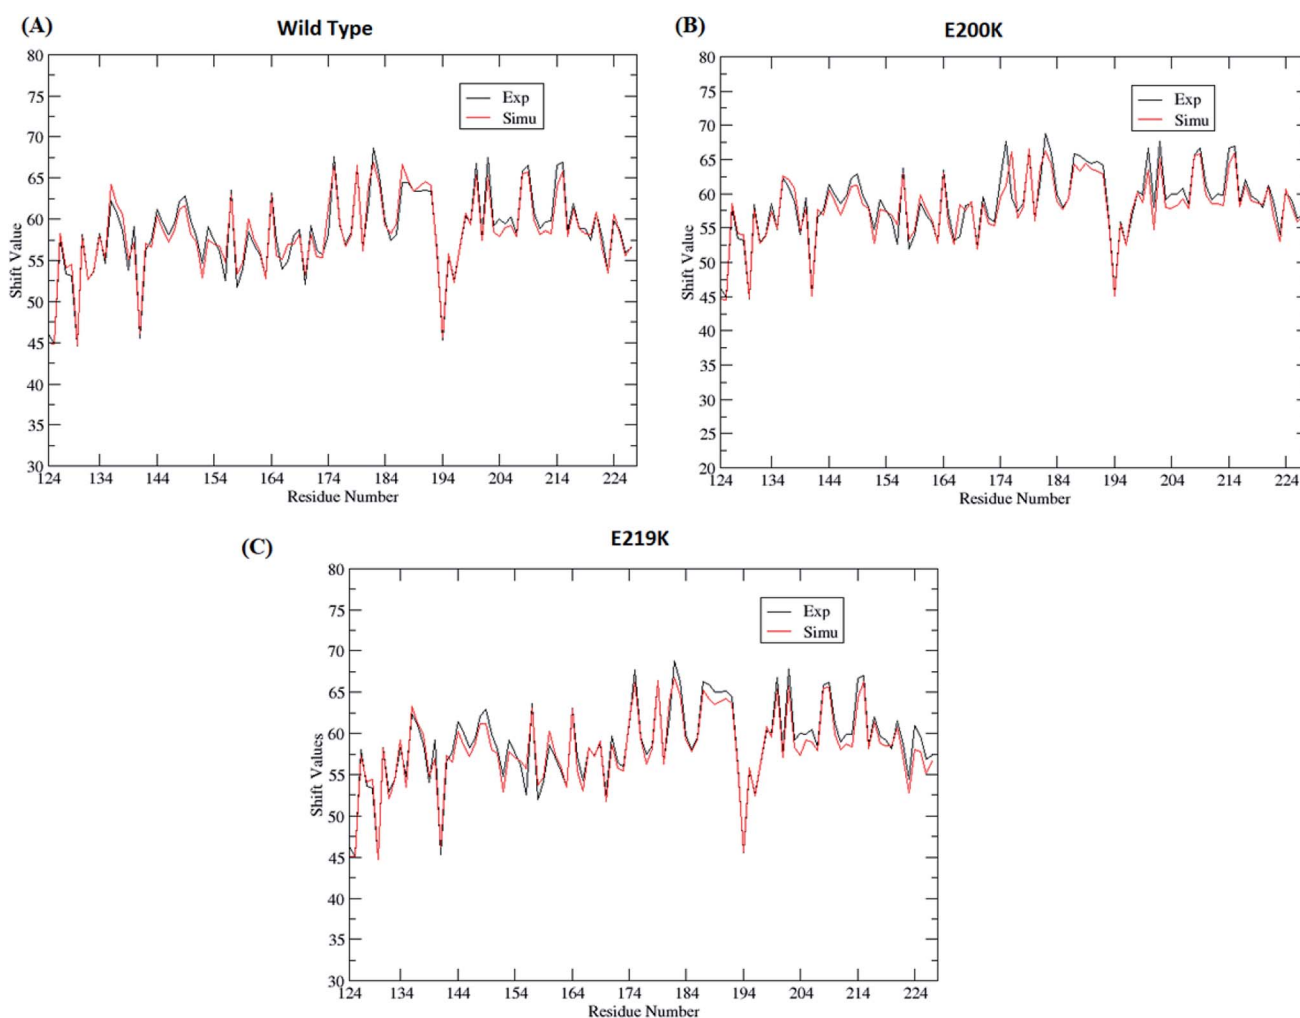 (A)
Wild Type
80
75
70
65
60
55
50
45
40
35
30
Shift Value
Exp
Simu
124 134 144 154 164 174 184 194 204 214 224
Residue Number
(B)
E200K
80
75
70
65
60
55
50
45
40
35
30
25
20
Shift Value
Exp
Simu
124 134 144 154 164 174 184 194 204 214 224
Residue Number
(C)
E219K
80
75
70
65
60
55
50
45
40
35
30
Shift Values
Exp
Simu
124 134 144 154 164 174 184 194 204 214 224
Residue Number